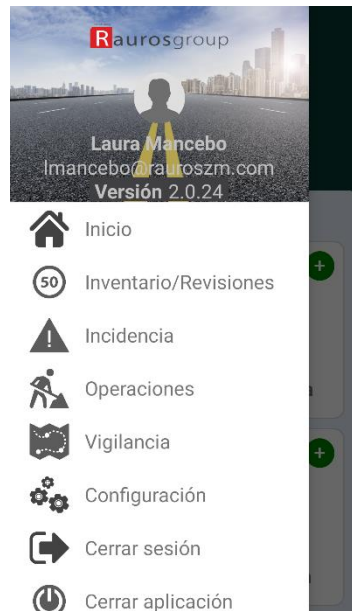 Raurosgroup
Laura Mancebo
lmancebo@rauroszm.com
Versión 2.0.24
Inicio
50
Inventario/Revisiones
Incidencia
Operaciones
Vigilancia
Configuración
Cerrar sesión
Cerrar aplicación